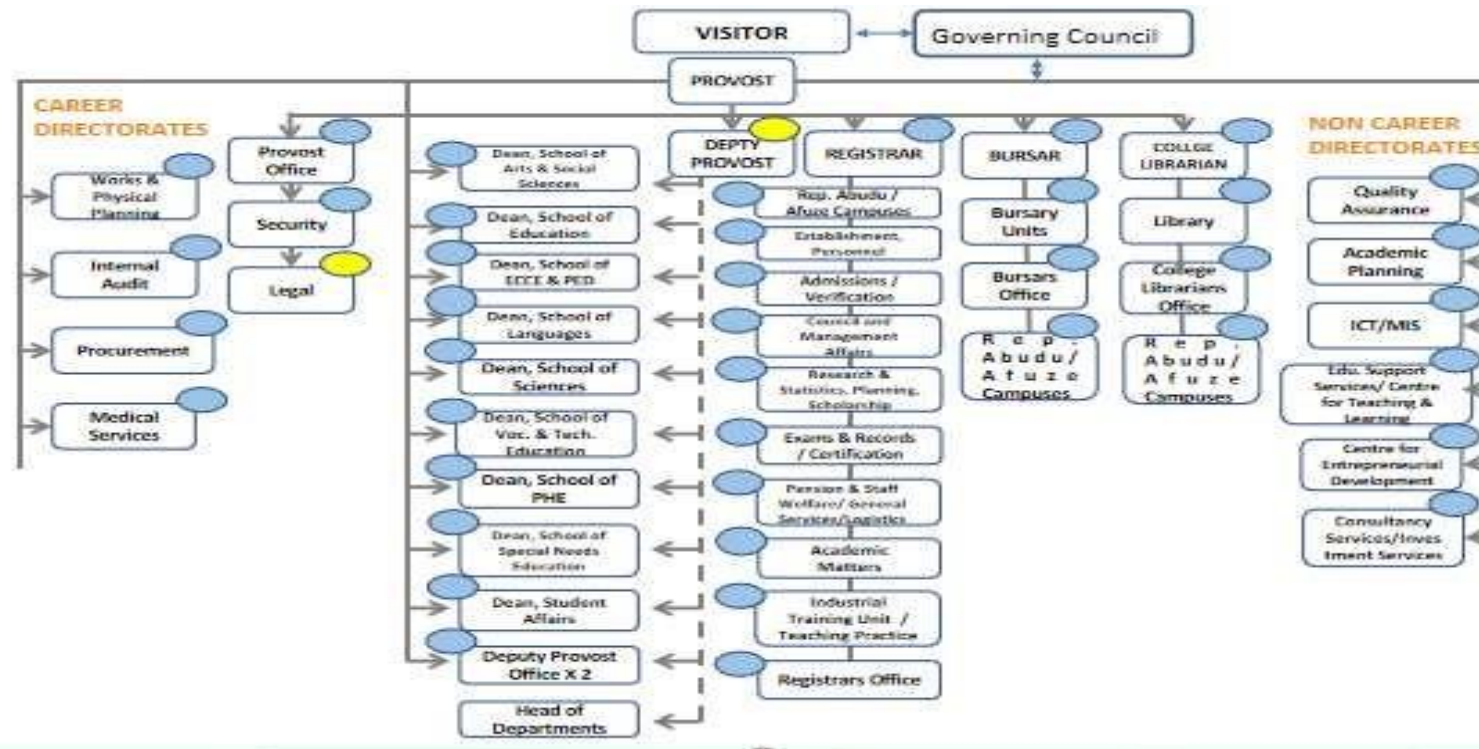 VISITOR
Governing Council
PROVOST
CAREER
DIRECTORATES
Works &
Physical
Planning
Internal
Audit
Procurement
Medical
Services
Provost
Office
Security
Legal
Dean, School of
Arts & Social
Sciences
Dean, School of
Education
Dean, School of
ECCE & PED
Dean, School of
Languages
Dean, School of
Sciences
Dean, School of
Voc. & Tech.
Education
Dean, School of
PHE
Dean, School of
Special Needs
Education
Dean, Student
Affairs
Deputy Provost
Office X 2
Head of
Departments
DEPTY
PROVOST
REGISTRAR
Rep. Abudu /
Afuze Campuses
Establishment,
Personnel
Admissions /
Verification
Council and
Management
Affairs
Research &
Statistics, Planning,
Scholarship
Exams & Records
/ Certification
Pension & Staff
Welfare/ General
Services/Logistics
Academic
Matters
Industrial
Training Unit /
Teaching Practice
Registrars Office
BURSAR
Bursary
Units
Bursars
Office
R e p .
A b u d u /
A f u z e
Campuses
COLLGE
LIBRARIAN
Library
College
Librarians
Office
R e p .
A b u d u /
A f u z e
Campuses
NON CAREER
DIRECTORATES
Quality
Assurance
Academic
Planning
ICT/MIS
Edu. Support
Services/ Centre
for Teaching &
Learning
Centre for
Entrepreneurial
Development
Consultancy
Services/Inves
tment Services